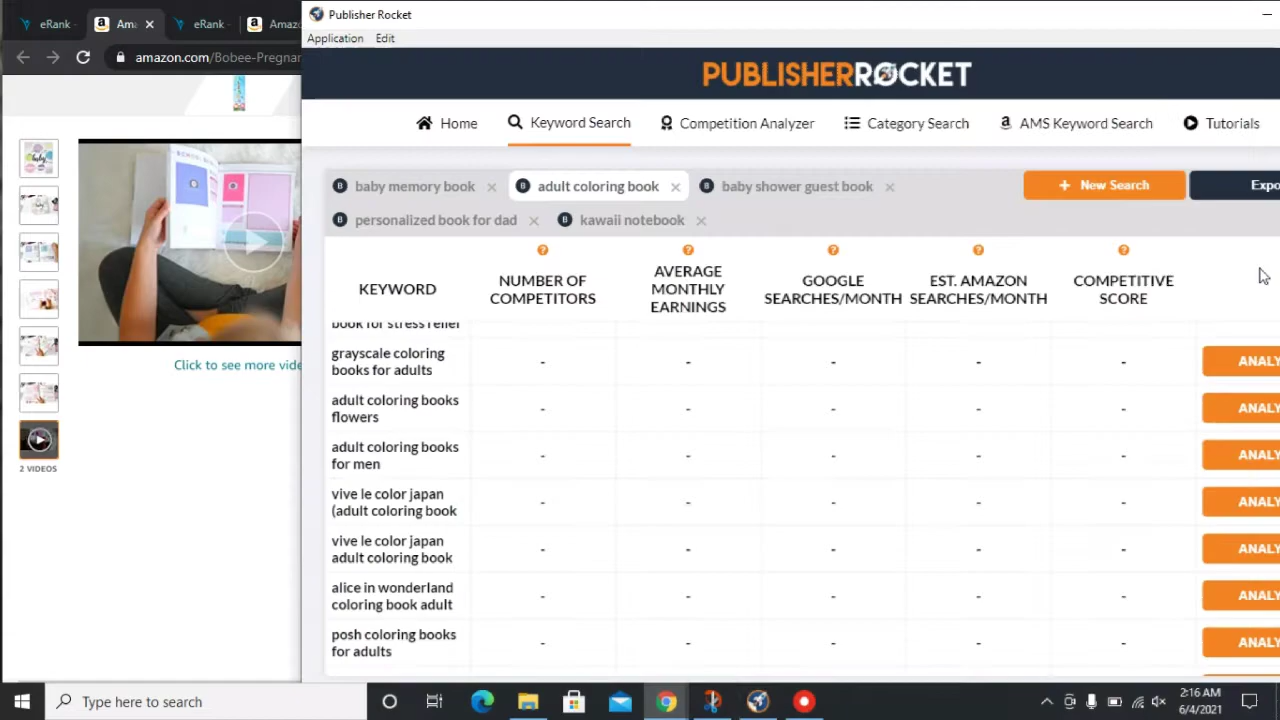 eRank
Ama
eRank
Amazo
Publisher Rocket
Application Edit
amazon.com/Bobee-Pregnan
PUBLISHERROCKET
Home
Keyword Search
Competition Analyzer
Category Search
AMS Keyword Search
Tutorials
baby memory book
adult coloring book
baby shower guest book
+ New Search
Expo
personalized book for dad
kawaii notebook
KEYWORD
NUMBER OF
COMPETITORS
AVERAGE
MONTHLY
EARNINGS
GOOGLE
SEARCHES/MONTH
EST. AMAZON
SEARCHES/MONTH
COMPETITIVE
SCORE
book for stress relief
grayscale coloring
books for adults
- - - - -
ANALY
adult coloring books
flowers
- - - - -
ANALY
adult coloring books
for men
- - - - -
ANALY
vive le color japan
(adult coloring book
- - - - -
ANALY
vive le color japan
adult coloring book
- - - - -
ANALY
alice in wonderland
coloring book adult
- - - - -
ANALY
posh coloring books
for adults
- - - - -
ANALY
Click to see more vide
2 VIDEOS
Type here to search
2:16 AM
6/4/2021